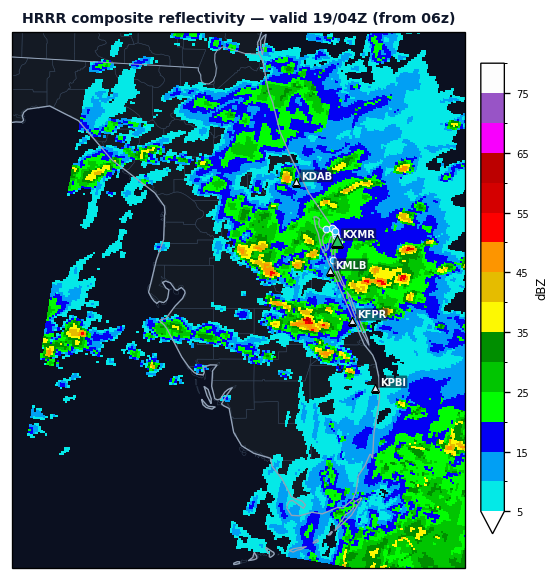 HRRR composite reflectivity — valid 19/04Z (from 06z)
KDAB
KXMR
KMLB
KFPR
KPBI
75
65
55
45
35
25
15
5
dBZ